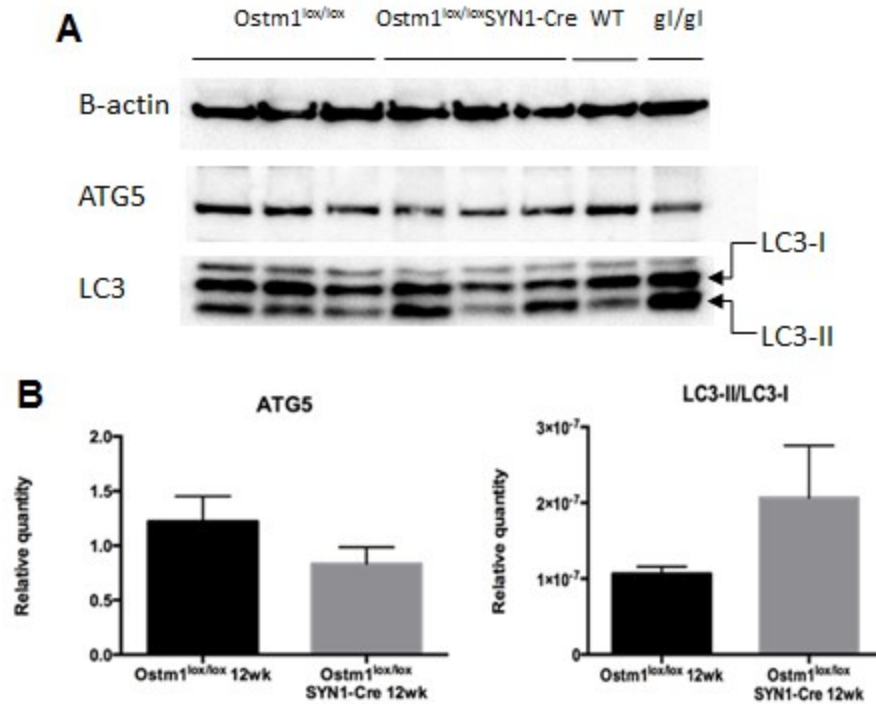 A
Ostm1lox/lox Ostm1lox/loxSYN1-Cre WT gl/gl
B-actin
ATG5
LC3
LC3-I
LC3-II
B
ATG5
Relative quantity
2.0
1.5
1.0
0.5
0.0
Ostm1lox/lox 12wk
Ostm1lox/lox
SYN1-Cre 12wk
LC3-II/LC3-I
Relative quantity
3×10-7
2×10-7
1×10-7
0
Ostm1lox/lox 12wk
Ostm1lox/lox
SYN1-Cre 12wk